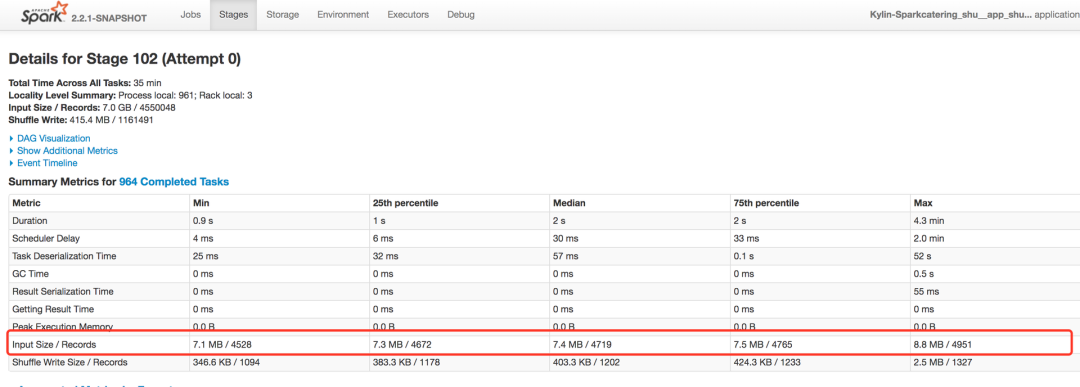 APACHE Spark 2.2.1-SNAPSHOT Jobs Stages Storage Environment Executors Debug Kylin-Sparkcatering_shu__app_shu... application
Details for Stage 102 (Attempt 0)
Total Time Across All Tasks: 35 min
Locality Level Summary: Process local: 961; Rack local: 3
Input Size / Records: 7.0 GB / 4550048
Shuffle Write: 415.4 MB / 1161491
DAG Visualization
Show Additional Metrics
Event Timeline
Summary Metrics for 964 Completed Tasks
Metric Min 25th percentile Median 75th percentile Max
Duration 0.9 s 1 s 2 s 2 s 4.3 min
Scheduler Delay 4 ms 6 ms 30 ms 33 ms 2.0 min
Task Deserialization Time 25 ms 32 ms 57 ms 0.1 s 52 s
GC Time 0 ms 0 ms 0 ms 0 ms 0.5 s
Result Serialization Time 0 ms 0 ms 0 ms 0 ms 55 ms
Getting Result Time 0 ms 0 ms 0 ms 0 ms 0 ms
Peak Execution Memory 0.0 B 0.0 B 0.0 B 0.0 B 0.0 B
Input Size / Records 7.1 MB / 4528 7.3 MB / 4672 7.4 MB / 4719 7.5 MB / 4765 8.8 MB / 4951
Shuffle Write Size / Records 346.6 KB / 1094 383.3 KB / 1178 403.3 KB / 1202 424.3 KB / 1233 2.5 MB / 1327